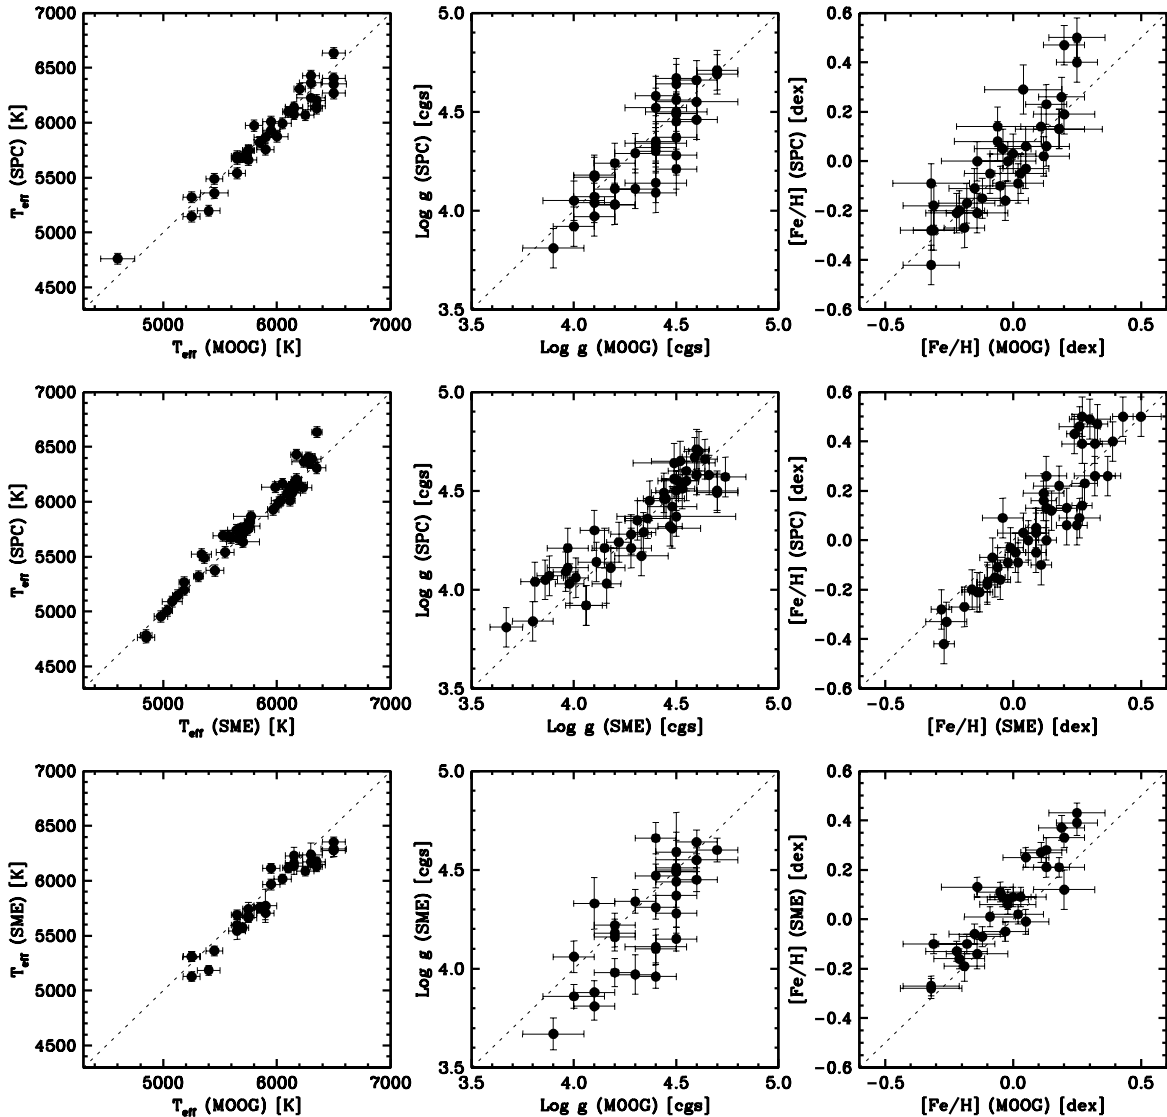 7000
6500
6000
5500
5000
4500
T_eff (SPC) [K]
5000 6000 7000
T_eff (MOOG) [K]
5.0
4.5
4.0
3.5
Log g (SPC) [cgs]
3.5 4.0 4.5 5.0
Log g (MOOG) [cgs]
0.6
0.4
0.2
0.0
−0.2
−0.4
−0.6
[Fe/H] (SPC) [dex]
−0.5 0.0 0.5
[Fe/H] (MOOG) [dex]
7000
6500
6000
5500
5000
4500
T_eff (SPC) [K]
5000 6000 7000
T_eff (SME) [K]
5.0
4.5
4.0
3.5
Log g (SPC) [cgs]
3.5 4.0 4.5 5.0
Log g (SME) [cgs]
0.6
0.4
0.2
0.0
−0.2
−0.4
−0.6
[Fe/H] (SPC) [dex]
−0.5 0.0 0.5
[Fe/H] (SME) [dex]
7000
6500
6000
5500
5000
4500
T_eff (SME) [K]
5000 6000 7000
T_eff (MOOG) [K]
5.0
4.5
4.0
3.5
Log g (SME) [cgs]
3.5 4.0 4.5 5.0
Log g (MOOG) [cgs]
0.6
0.4
0.2
0.0
−0.2
−0.4
−0.6
[Fe/H] (SME) [dex]
−0.5 0.0 0.5
[Fe/H] (MOOG) [dex]